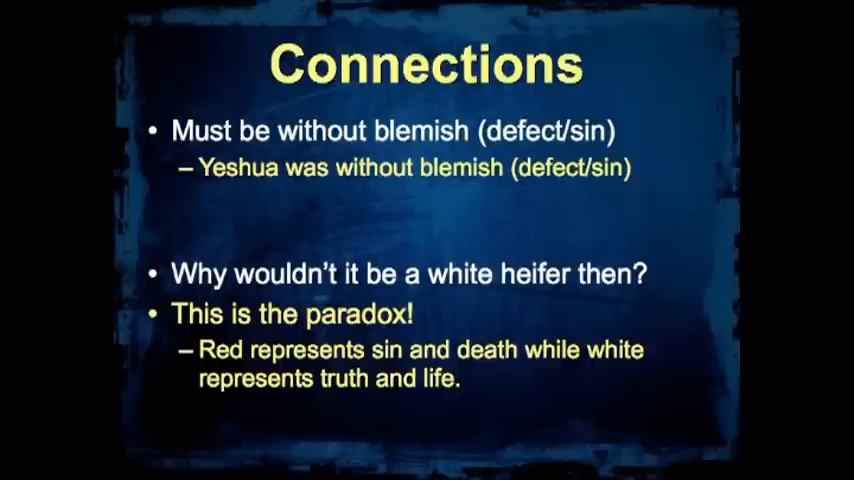 Connections
• Must be without blemish (defect/sin)
– Yeshua was without blemish (defect/sin)
• Why wouldn't it be a white heifer then?
• This is the paradox!
– Red represents sin and death while white
represents truth and life.